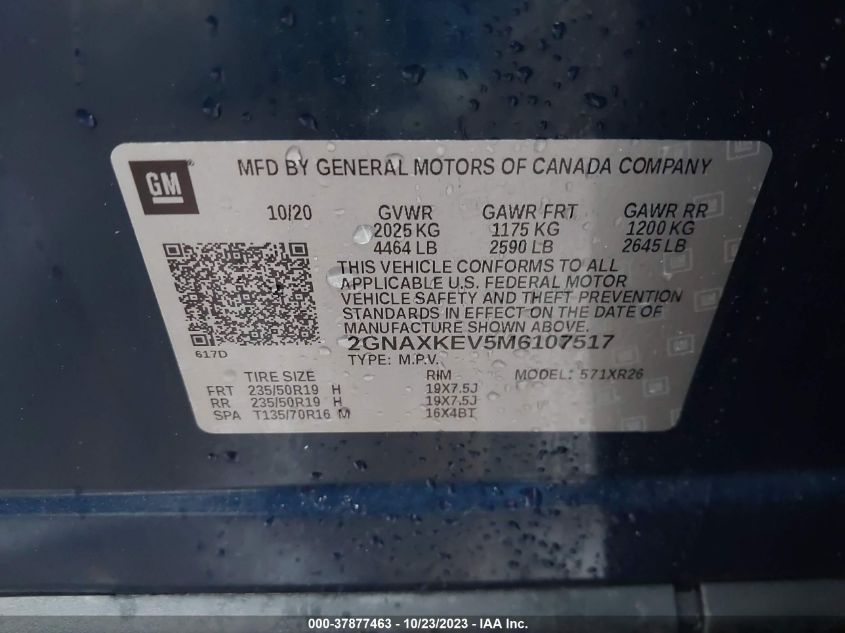 GM
MFD BY GENERAL MOTORS OF CANADA COMPANY
10/20 GVWR GAWR FRT GAWR RR
2025 KG 1175 KG 1200 KG
4464 LB 2590 LB 2645 LB
THIS VEHICLE CONFORMS TO ALL
APPLICABLE U.S. FEDERAL MOTOR
VEHICLE SAFETY AND THEFT PREVENTION
STANDARDS IN EFFECT ON THE DATE OF
MANUFACTURE SHOWN ABOVE.
2GNAXKEV5M6107517
617D
TYPE: M.P.V.
TIRE SIZE RIM MODEL: 571XR26
FRT 235/50R19 H 19X7.5J
RR 235/50R19 H 19X7.5J
SPA T135/70R16 M 16X4BT
000-37877463 - 10/23/2023 - IAA Inc.